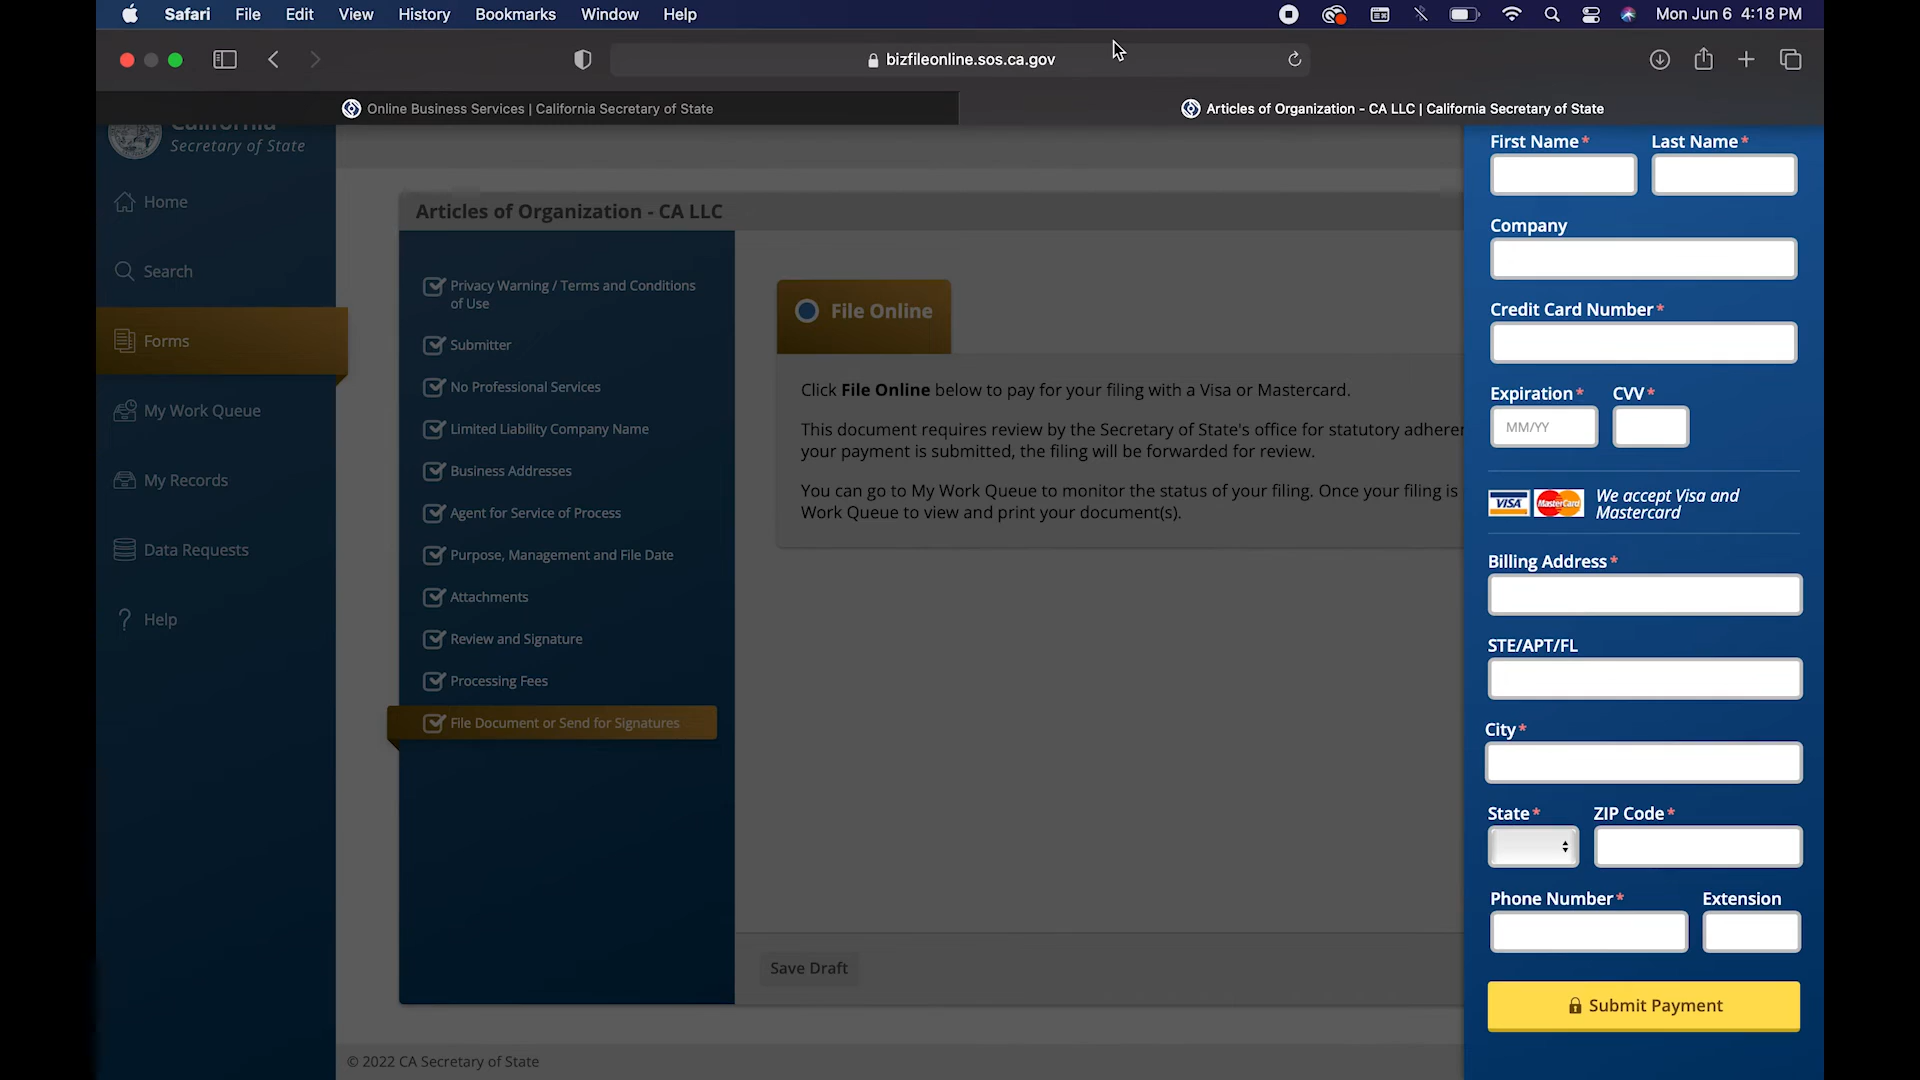 Safari File Edit View History Bookmarks Window Help
Mon Jun 6 4:18 PM
bizfileonline.sos.ca.gov
Online Business Services | California Secretary of State
Articles of Organization - CA LLC | California Secretary of State
California
Secretary of State
Home
Search
Forms
My Work Queue
My Records
Data Requests
Help
Articles of Organization - CA LLC
Privacy Warning / Terms and Conditions
of Use
Submitter
No Professional Services
Limited Liability Company Name
Business Addresses
Agent for Service of Process
Purpose, Management and File Date
Attachments
Review and Signature
Processing Fees
File Document or Send for Signatures
File Online
Click File Online below to pay for your filing with a Visa or Mastercard.
This document requires review by the Secretary of State's office for statutory adherer
your payment is submitted, the filing will be forwarded for review.
You can go to My Work Queue to monitor the status of your filing. Once your filing is
Work Queue to view and print your document(s).
Save Draft
© 2022 CA Secretary of State
First Name* Last Name*
Company
Credit Card Number*
Expiration* CVV*
MM/YY
VISA MasterCard We accept Visa and
Mastercard
Billing Address*
STE/APT/FL
City*
State* ZIP Code*
Phone Number* Extension
Submit Payment